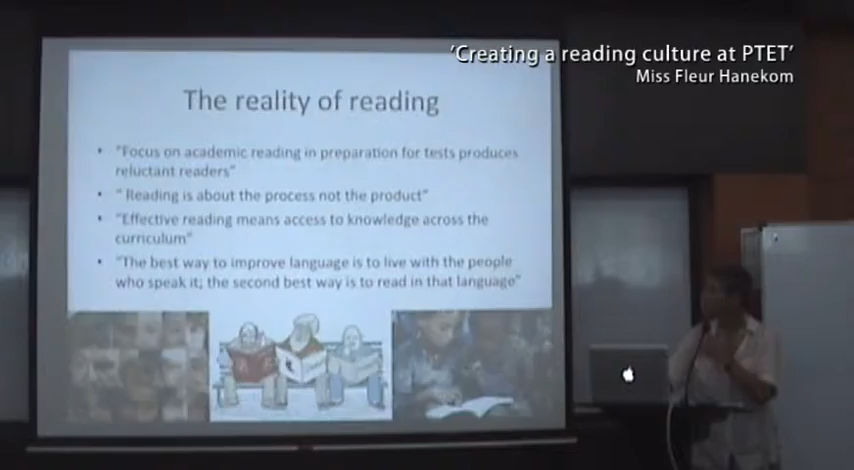 'Creating a reading culture at PTET'
Miss Fleur Hanekom
The reality of reading
• "Focus on academic reading in preparation for tests produces
reluctant readers"
• " Reading is about the process not the product"
• "Effective reading means access to knowledge across the
curriculum"
• "The best way to improve language is to live with the people
who speak it; the second best way is to read in that language"